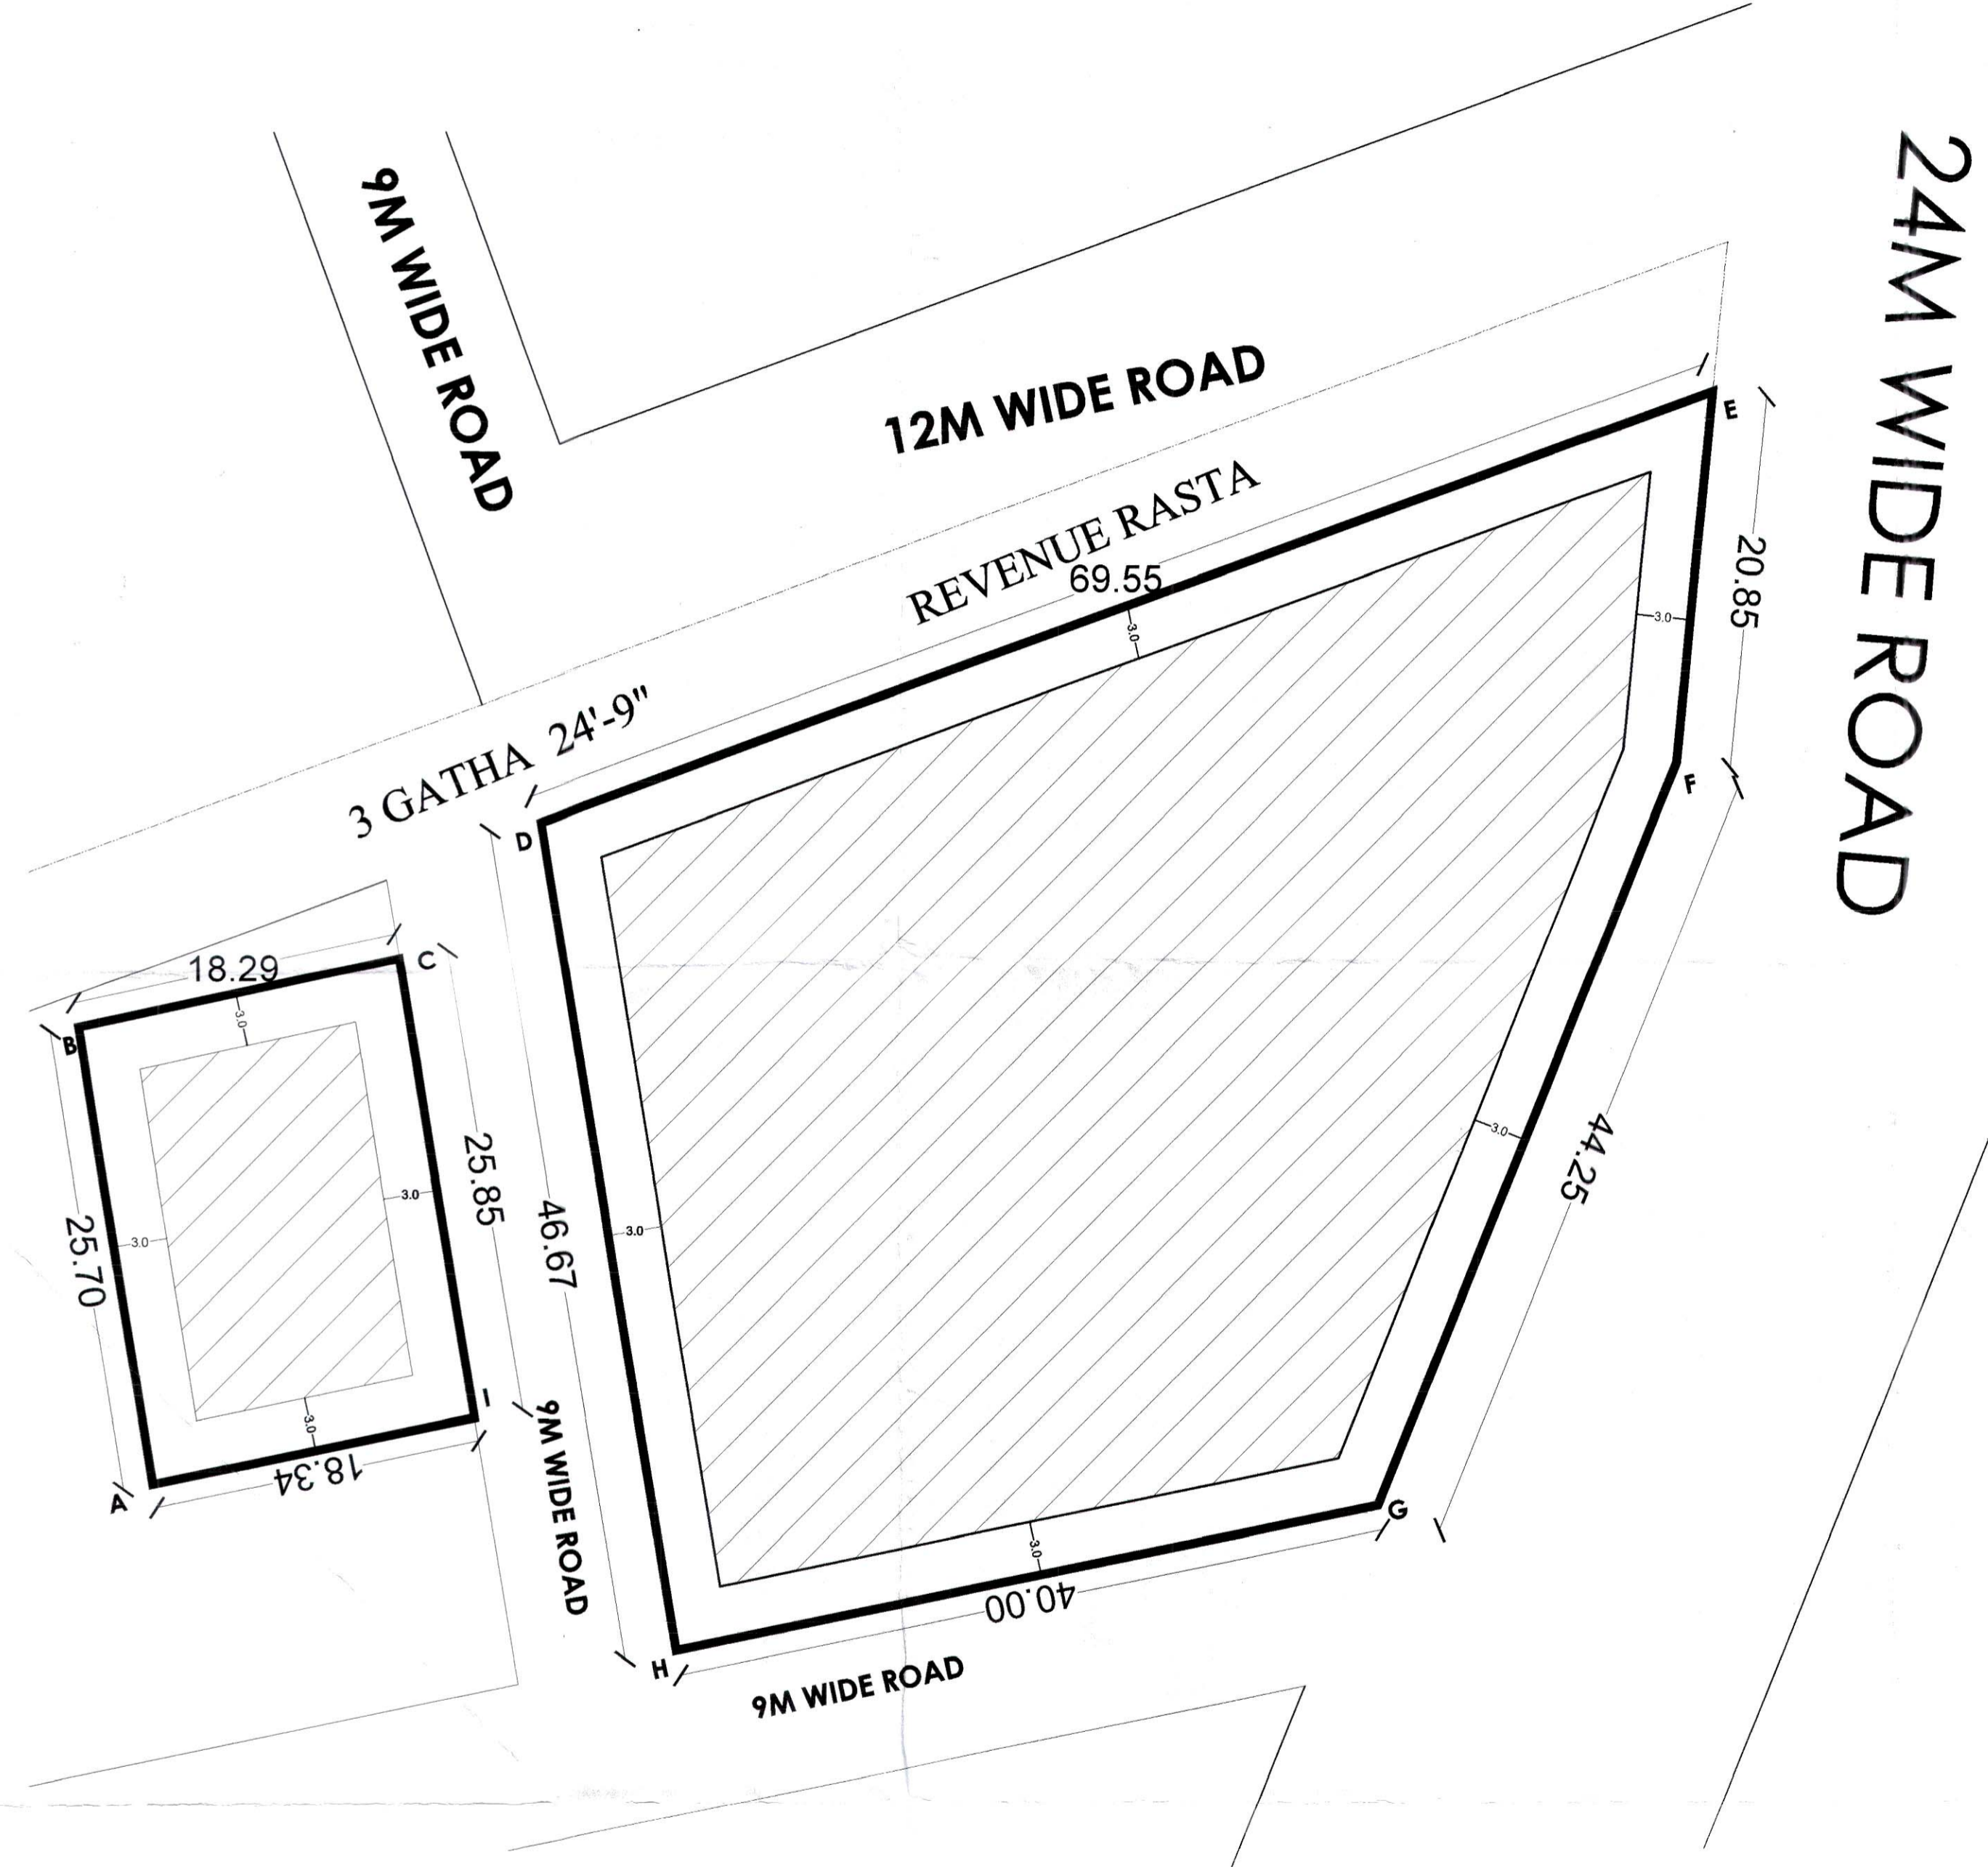 24M WIDE ROAD
9M WIDE ROAD
12M WIDE ROAD
REVENUE RASTA
69.55
3 GATHA 24'-9"
E
20.85
3.0
3.0
F
D
C
18.29
3.0
B
25.85
46.67
3.0
3.0
3.0
25.70
44.25
3.0
I
3.0
18.34
A
9M WIDE ROAD
G
3.0
40.00
H
9M WIDE ROAD